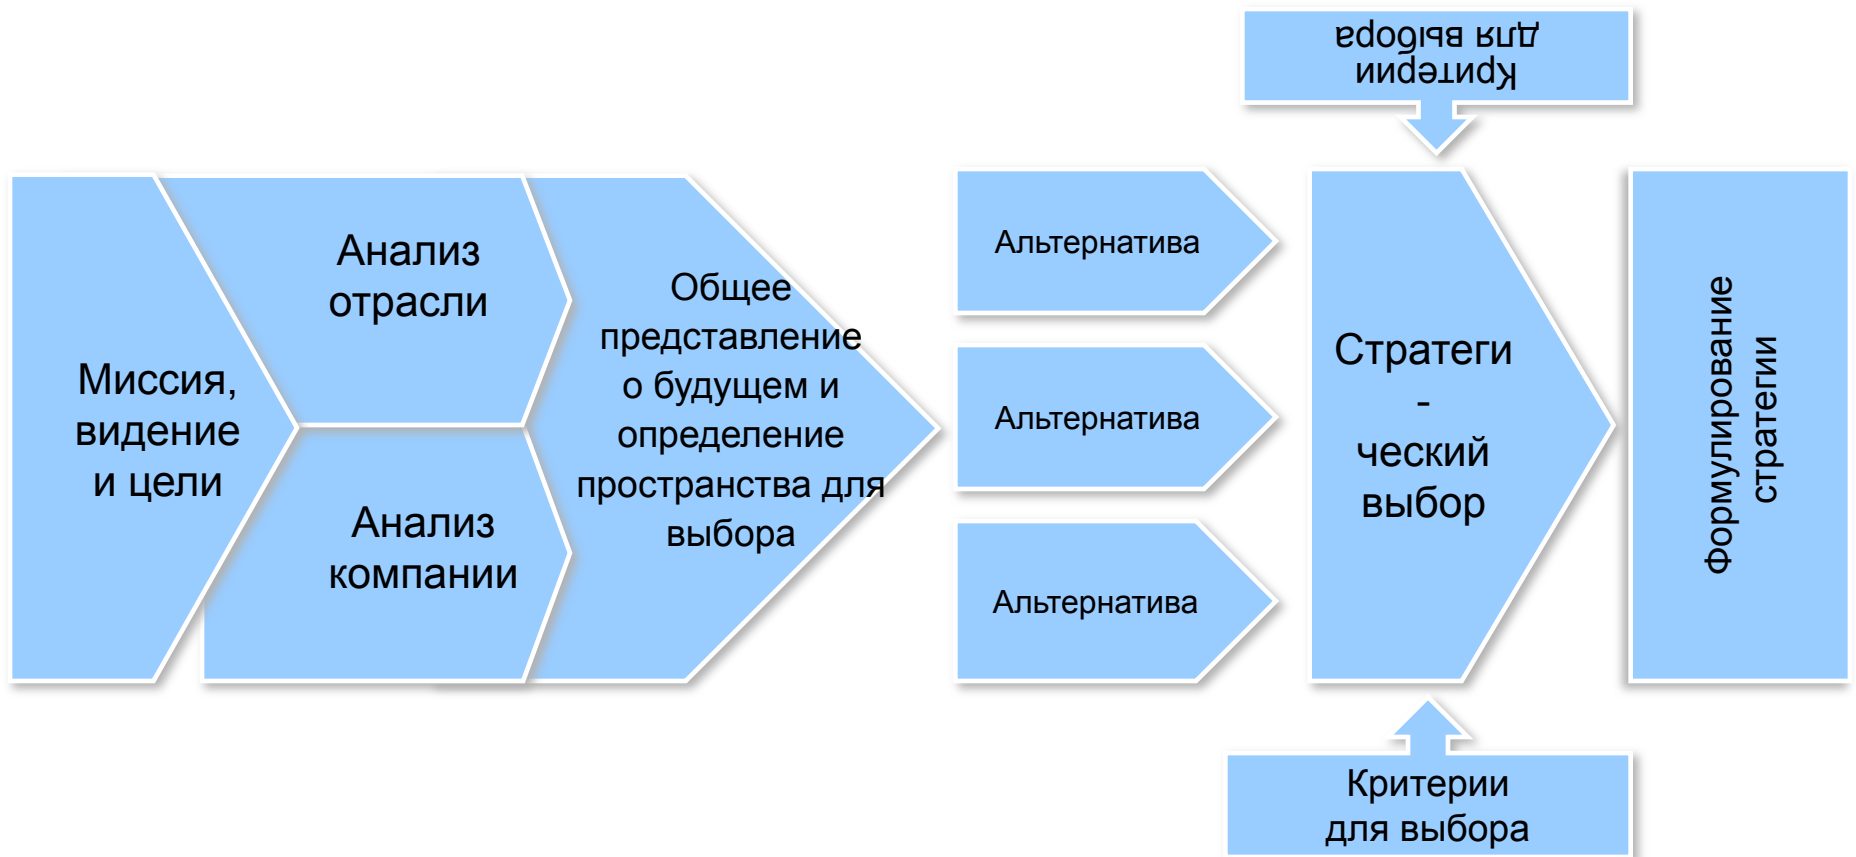 Критерии
для выбора
Миссия,
видение
и цели
Анализ
отрасли
Анализ
компании
Общее
представление
о будущем и
определение
пространства для
выбора
Альтернатива
Альтернатива
Альтернатива
Стратеги
-
ческий
выбор
Формулирование
стратегии
Критерии
для выбора